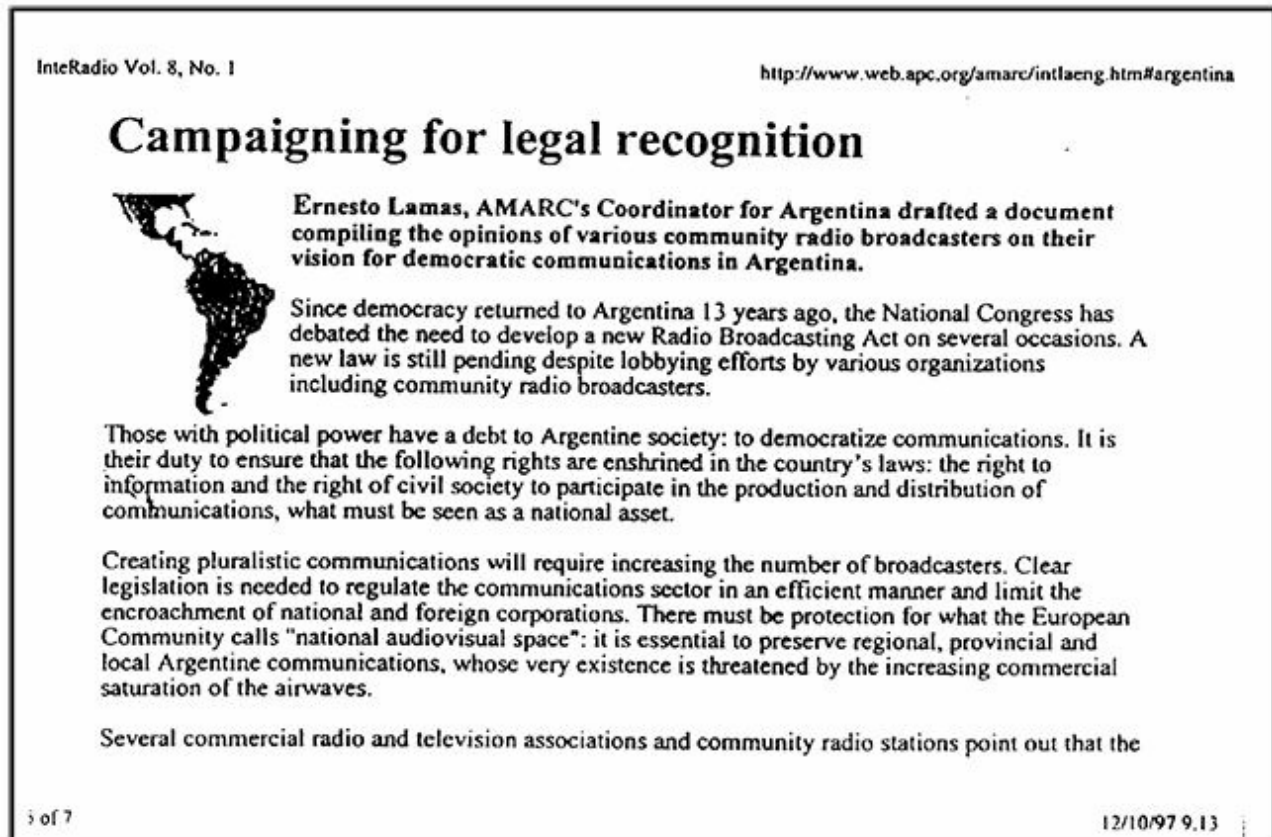 InteRadio Vol. 8, No. 1
http://www.web.apc.org/amarc/intlaeng.htm#argentina
Campaigning for legal recognition
Ernesto Lamas, AMARC's Coordinator for Argentina drafted a document
compiling the opinions of various community radio broadcasters on their
vision for democratic communications in Argentina.
Since democracy returned to Argentina 13 years ago, the National Congress has
debated the need to develop a new Radio Broadcasting Act on several occasions. A
new law is still pending despite lobbying efforts by various organizations
including community radio broadcasters.
Those with political power have a debt to Argentine society: to democratize communications. It is
their duty to ensure that the following rights are enshrined in the country's laws: the right to
information and the right of civil society to participate in the production and distribution of
communications, what must be seen as a national asset.
Creating pluralistic communications will require increasing the number of broadcasters. Clear
legislation is needed to regulate the communications sector in an efficient manner and limit the
encroachment of national and foreign corporations. There must be protection for what the European
Community calls "national audiovisual space": it is essential to preserve regional, provincial and
local Argentine communications, whose very existence is threatened by the increasing commercial
saturation of the airwaves.
Several commercial radio and television associations and community radio stations point out that the
of 7
12/10/97 9.13